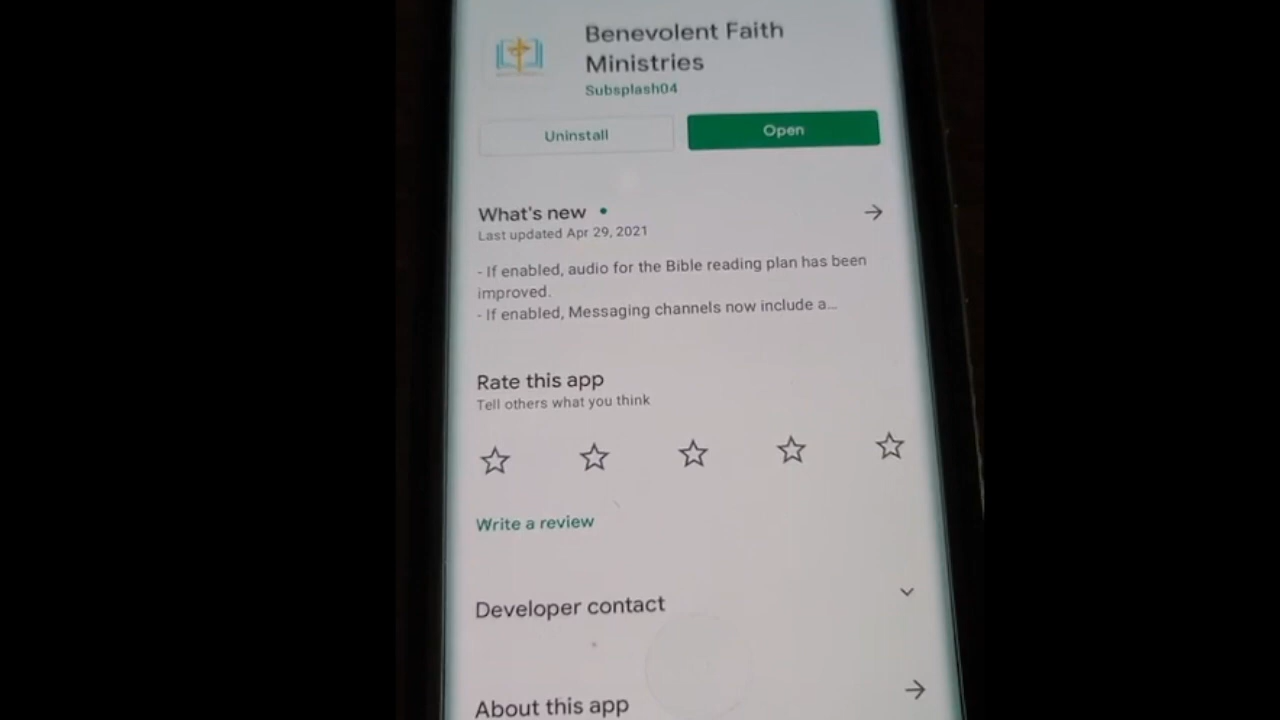 Benevolent Faith
Ministries
Subsplash04
Uninstall
Open
What's new
Last updated Apr 29, 2021
- If enabled, audio for the Bible reading plan has been
improved.
- If enabled, Messaging channels now include a...
Rate this app
Tell others what you think
Write a review
Developer contact
About this app